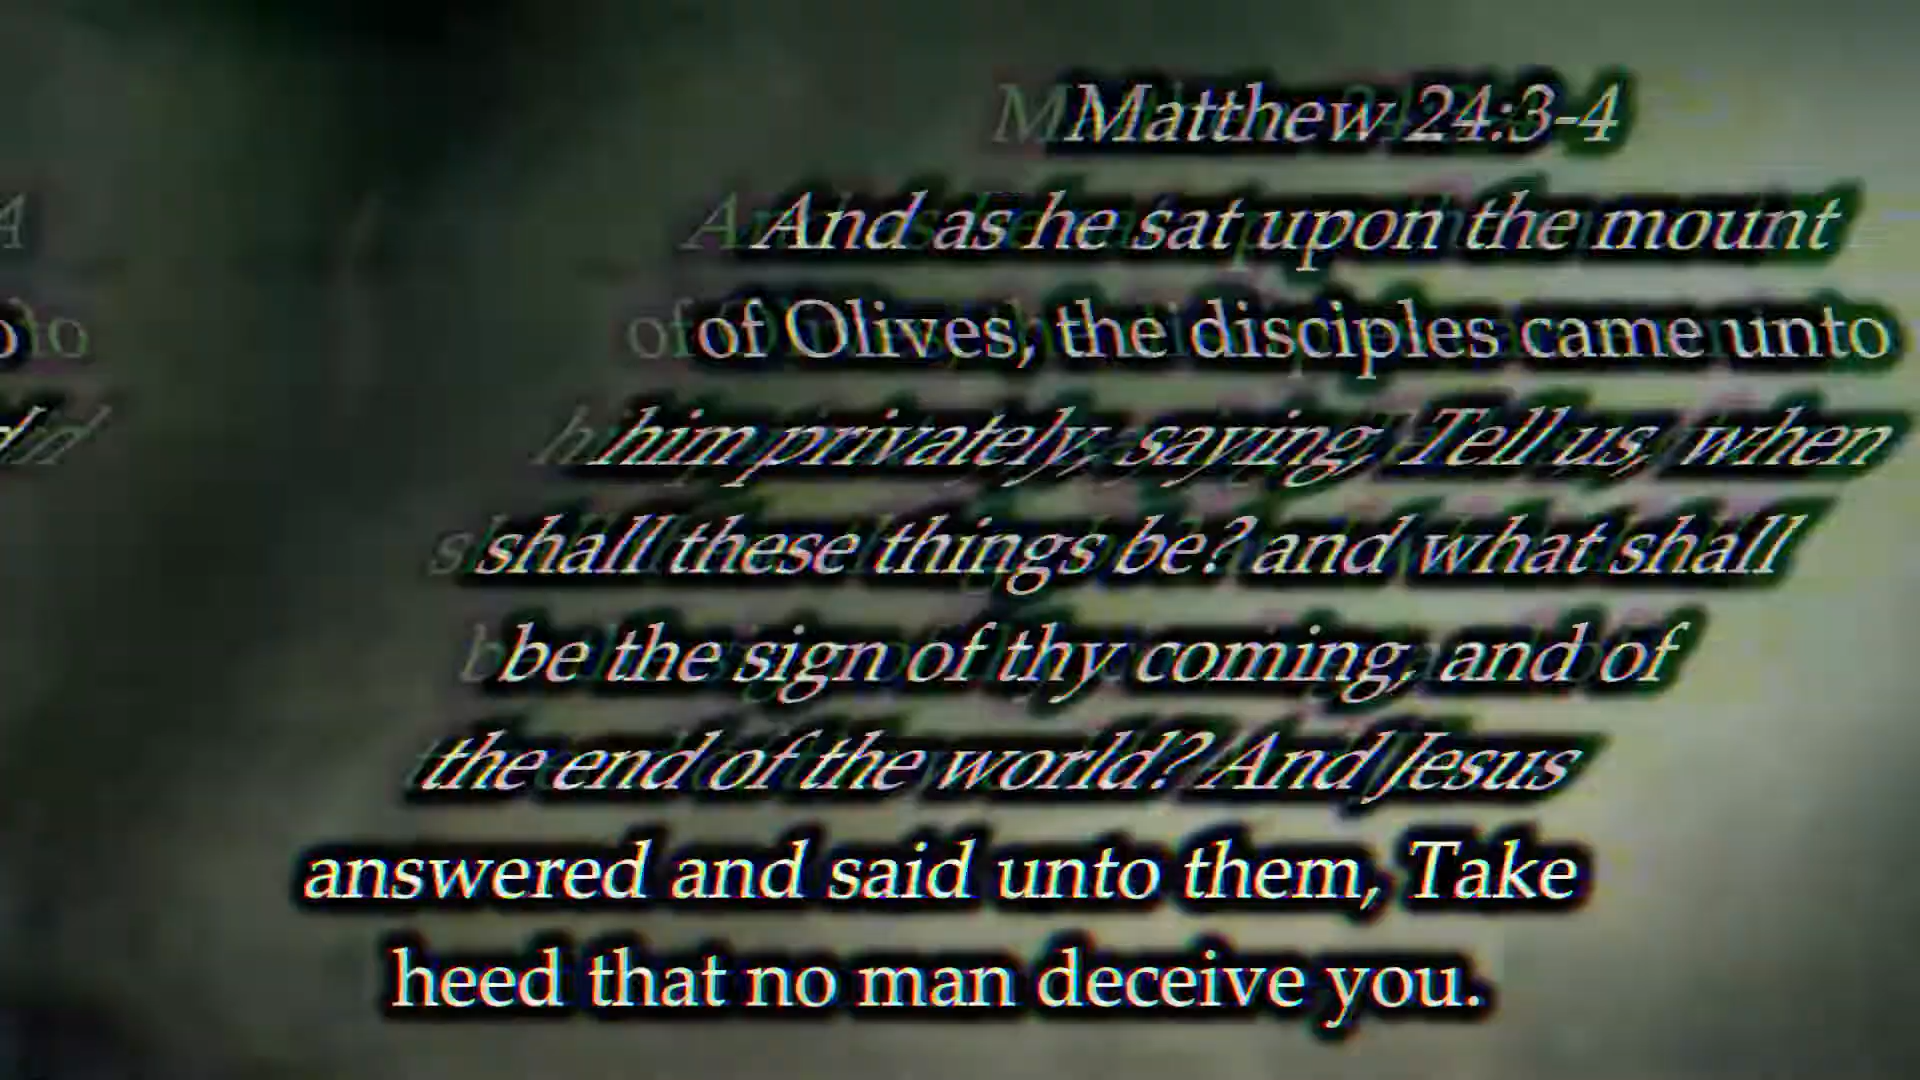 Matthew 24:3-4
And as he sat upon the mount
of Olives, the disciples came unto
him privately, saying, Tell us, when
shall these things be? and what shall
be the sign of thy coming, and of
the end of the world? And Jesus
answered and said unto them, Take
heed that no man deceive you.